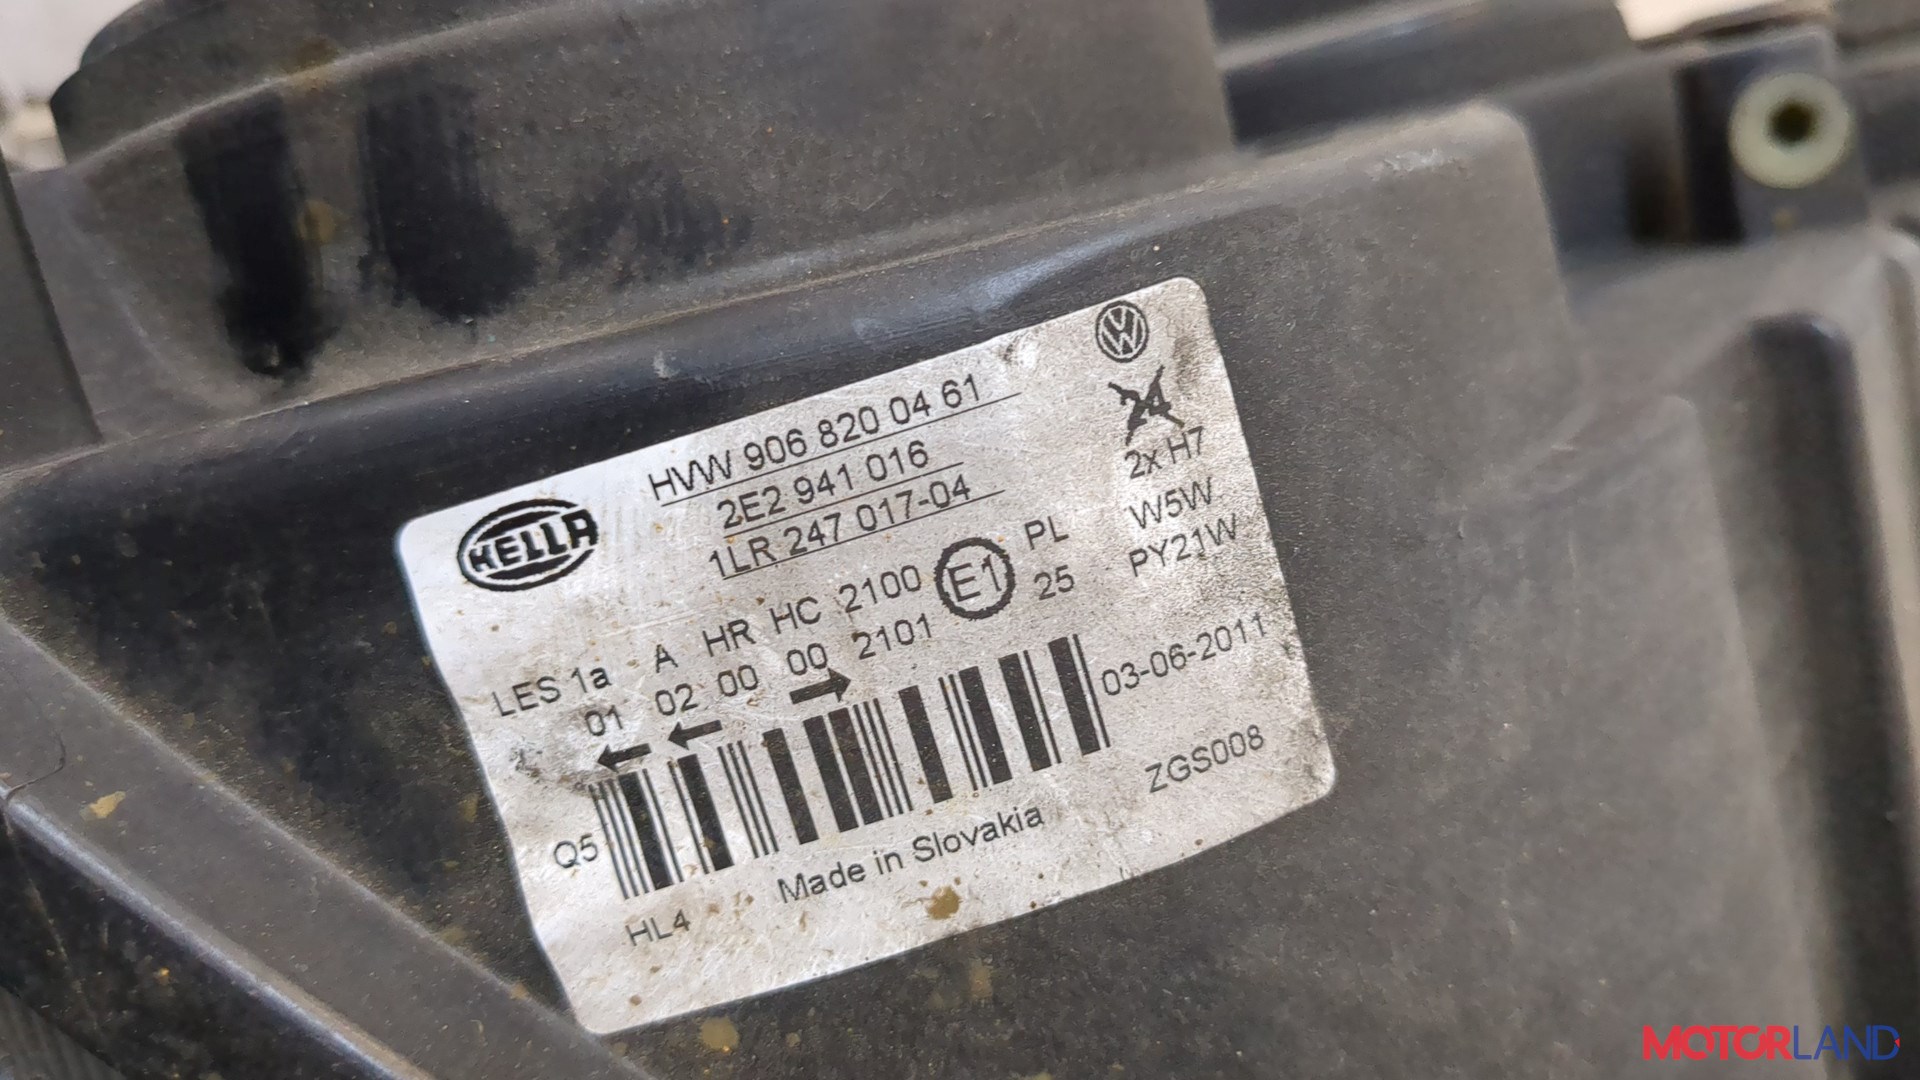 HELLA
HVW 906 820 04 61
2E2 941 016
1LR 247 017-04
24
2x H7
W5W
PY21W
LES 1a A HR HC 2100 E1 PL
01 02 00 00 2101 25
03-06-2011
Q5
ZGS008
Made in Slovakia
HL4
MOTORLAND